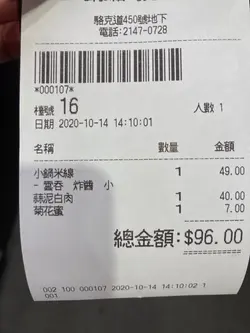 駱克道450號地下
電話:2147-0728
*000107*
檯號 16 人數 1
日期 2020-10-14 14:10:01
名稱 數量 金額
小鍋米線 1 49.00
- 雲吞 炸醬 小
蒜泥白肉 1 40.00
菊花蜜 1 7.00
總金額:$96.00
002 100 000107 2020-10-14 14:10:02 1
001